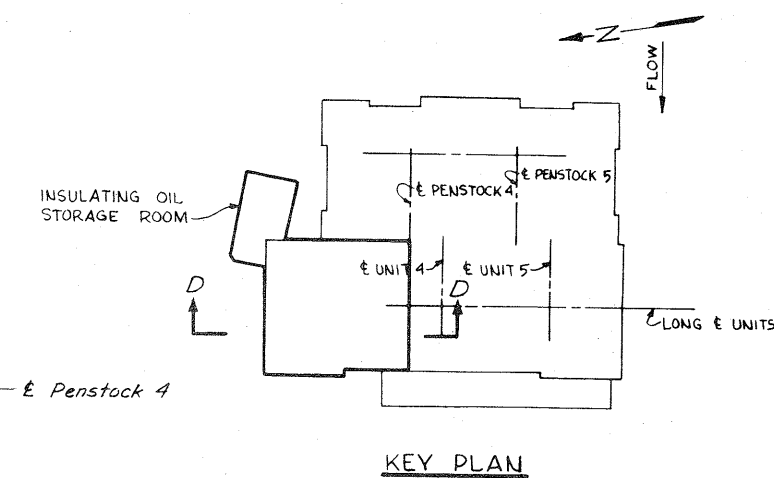 N
FLOW
INSULATING OIL
STORAGE ROOM
℄ PENSTOCK 4
℄ PENSTOCK 5
℄ UNIT 4
℄ UNIT 5
D
D
LONG ℄ UNITS
℄ Penstock 4
KEY PLAN